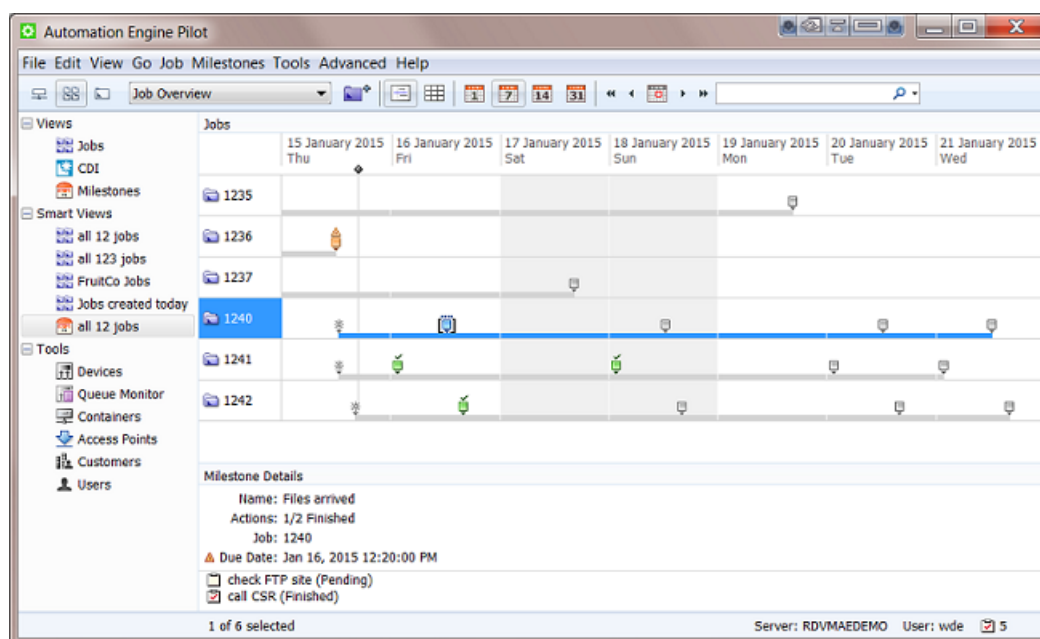 Automation Engine Pilot
File Edit View Go Job Milestones Tools Advanced Help
Job Overview 1 7 14 31
Views
Jobs
CDI
Milestones
Smart Views
all 12 jobs
all 123 jobs
FruitCo Jobs
Jobs created today
all 12 jobs
Tools
Devices
Queue Monitor
Containers
Access Points
Customers
Users
Jobs
15 January 2015 16 January 2015 17 January 2015 18 January 2015 19 January 2015 20 January 2015 21 January 2015
Thu Fri Sat Sun Mon Tue Wed
1235
1236
1237
1240
1241
1242
Milestone Details
Name: Files arrived
Actions: 1/2 Finished
Job: 1240
Due Date: Jan 16, 2015 12:20:00 PM
check FTP site (Pending)
call CSR (Finished)
1 of 6 selected Server: RDVMAEDEMO User: wde 5